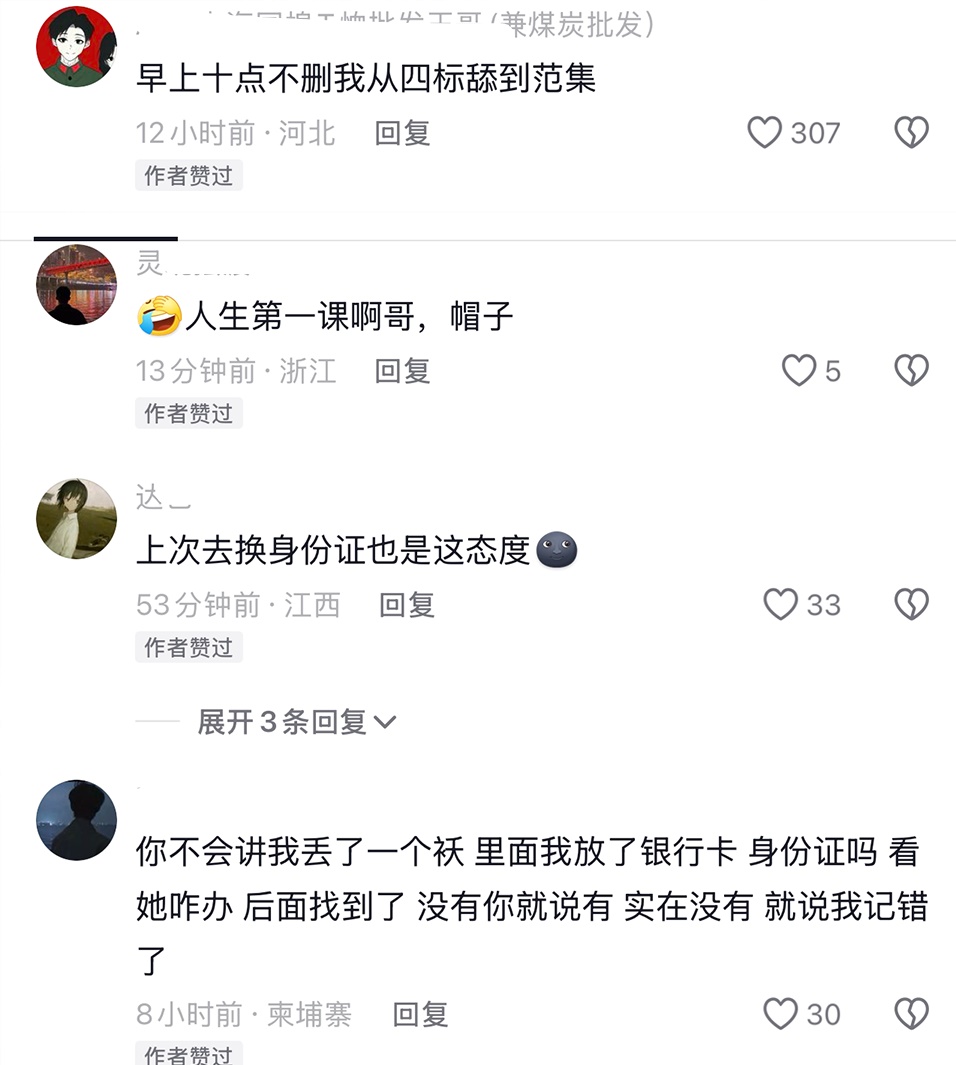 (兼煤炭批发)
早上十点不删我从四标舔到范集
12小时前·河北 回复 307
作者赞过
灵
人生第一课啊哥，帽子
13分钟前·浙江 回复 5
作者赞过
达
上次去换身份证也是这态度
53分钟前·江西 回复 33
作者赞过
展开3条回复
你不会讲我丢了一个袄 里面我放了银行卡 身份证吗 看
她咋办 后面找到了 没有你就说有 实在没有 就说我记错
了
8小时前·柬埔寨 回复 30
作者赞过